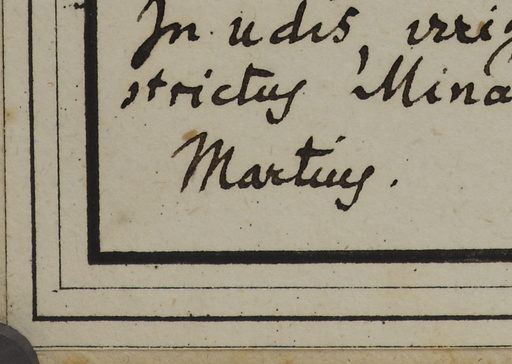 In udis, irrig
strictus Mina
Martius.